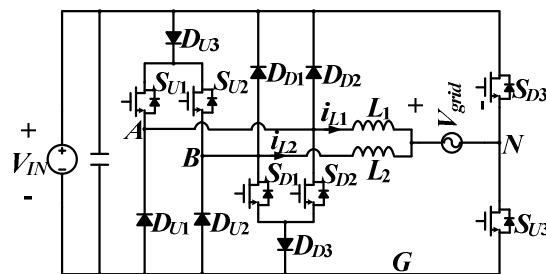 D_U3
S_U1
S_U2
D_D1
D_D2
S_D3
A
i_L1
L_1
+
V_grid
-
+
V_IN
-
B
i_L2
L_2
N
S_D1
S_D2
D_U1
D_U2
D_D3
G
S_U3